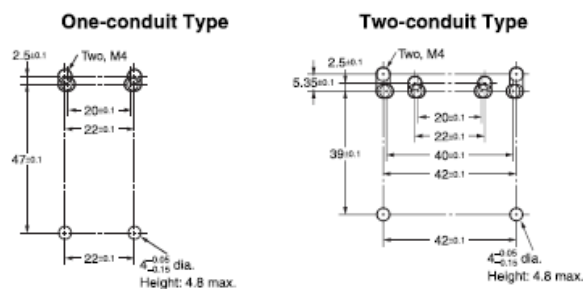 One-conduit Type
Two-conduit Type
2.5±0.1
Two, M4
20±0.1
22±0.1
47±0.1
22±0.1
4 -0.05 -0.15 dia.
Height: 4.8 max.
Two, M4
2.5±0.1
5.35±0.1
20±0.1
22±0.1
39±0.1
40±0.1
42±0.1
42±0.1
4 -0.05 -0.15 dia.
Height: 4.8 max.